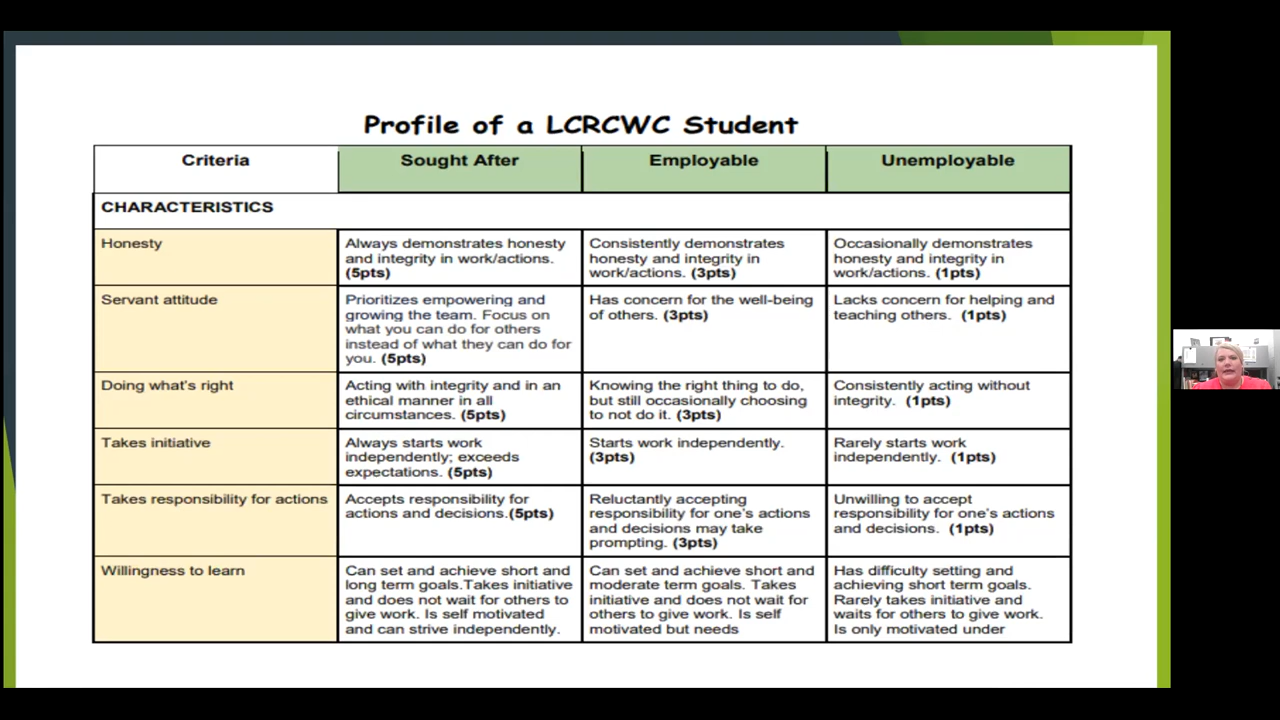 Profile of a LCRCWC Student
Criteria
Sought After
Employable
Unemployable
CHARACTERISTICS
Honesty
Always demonstrates honesty
and integrity in work/actions.
(5pts)
Consistently demonstrates
honesty and integrity in
work/actions. (3pts)
Occasionally demonstrates
honesty and integrity in
work/actions. (1pts)
Servant attitude
Prioritizes empowering and
growing the team. Focus on
what you can do for others
instead of what they can do for
you. (5pts)
Has concern for the well-being
of others. (3pts)
Lacks concern for helping and
teaching others. (1pts)
Doing what's right
Acting with integrity and in an
ethical manner in all
circumstances. (5pts)
Knowing the right thing to do,
but still occasionally choosing
to not do it. (3pts)
Consistently acting without
integrity. (1pts)
Takes initiative
Always starts work
independently; exceeds
expectations. (5pts)
Starts work independently.
(3pts)
Rarely starts work
independently. (1pts)
Takes responsibility for actions
Accepts responsibility for
actions and decisions.(5pts)
Reluctantly accepting
responsibility for one's actions
and decisions may take
prompting. (3pts)
Unwilling to accept
responsibility for one's actions
and decisions. (1pts)
Willingness to learn
Can set and achieve short and
long term goals.Takes initiative
and does not wait for others to
give work. Is self motivated
and can strive independently.
Can set and achieve short and
moderate term goals. Takes
initiative and does not wait for
others to give work. Is self
motivated but needs
Has difficulty setting and
achieving short term goals.
Rarely takes initiative and
waits for others to give work.
Is only motivated under